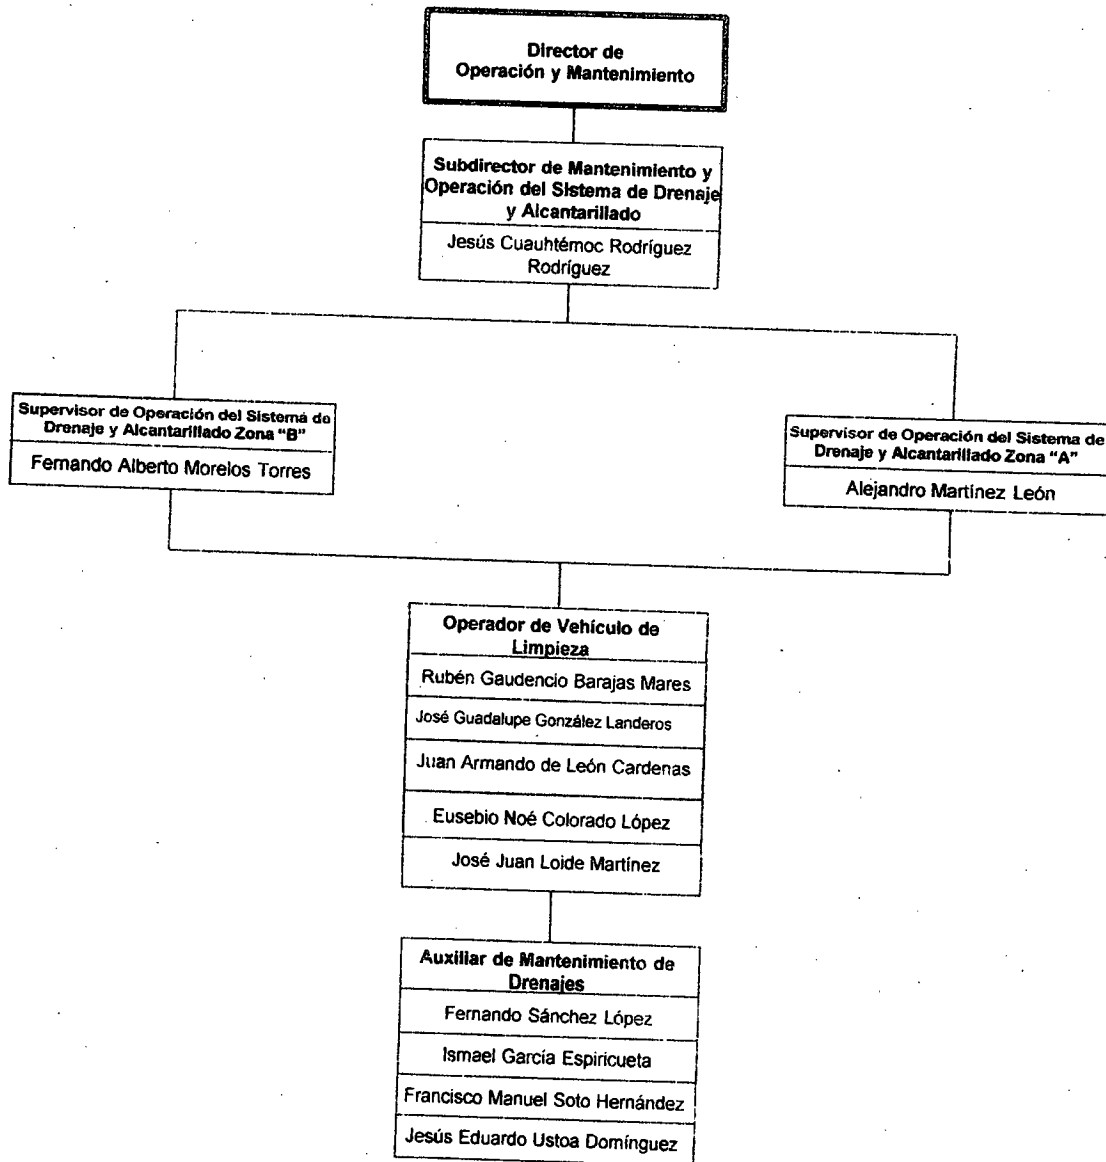 Director de
Operación y Mantenimiento
Subdirector de Mantenimiento y
Operación del Sistema de Drenaje
y Alcantarillado
Jesús Cuauhtémoc Rodríguez
Rodríguez
Supervisor de Operación del Sistema de
Drenaje y Alcantarillado Zona "B"
Fernando Alberto Morelos Torres
Supervisor de Operación del Sistema de
Drenaje y Alcantarillado Zona "A"
Alejandro Martínez León
Operador de Vehículo de
Limpieza
Rubén Gaudencio Barajas Mares
José Guadalupe González Landeros
Juan Armando de León Cardenas
Eusebio Noé Colorado López
José Juan Loide Martínez
Auxiliar de Mantenimiento de
Drenajes
Fernando Sánchez López
Ismael García Espiricueta
Francisco Manuel Soto Hernández
Jesús Eduardo Ustoa Domínguez